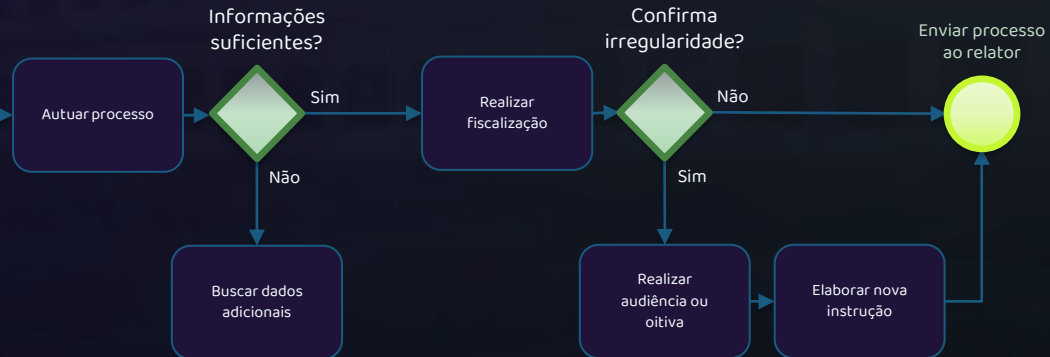 Informações
suficientes?
Confirma
irregularidade?
Enviar processo
ao relator
Autuar processo
Sim
Realizar
fiscalização
Não
Não
Sim
Buscar dados
adicionais
Realizar
audiência ou
oitiva
Elaborar nova
instrução